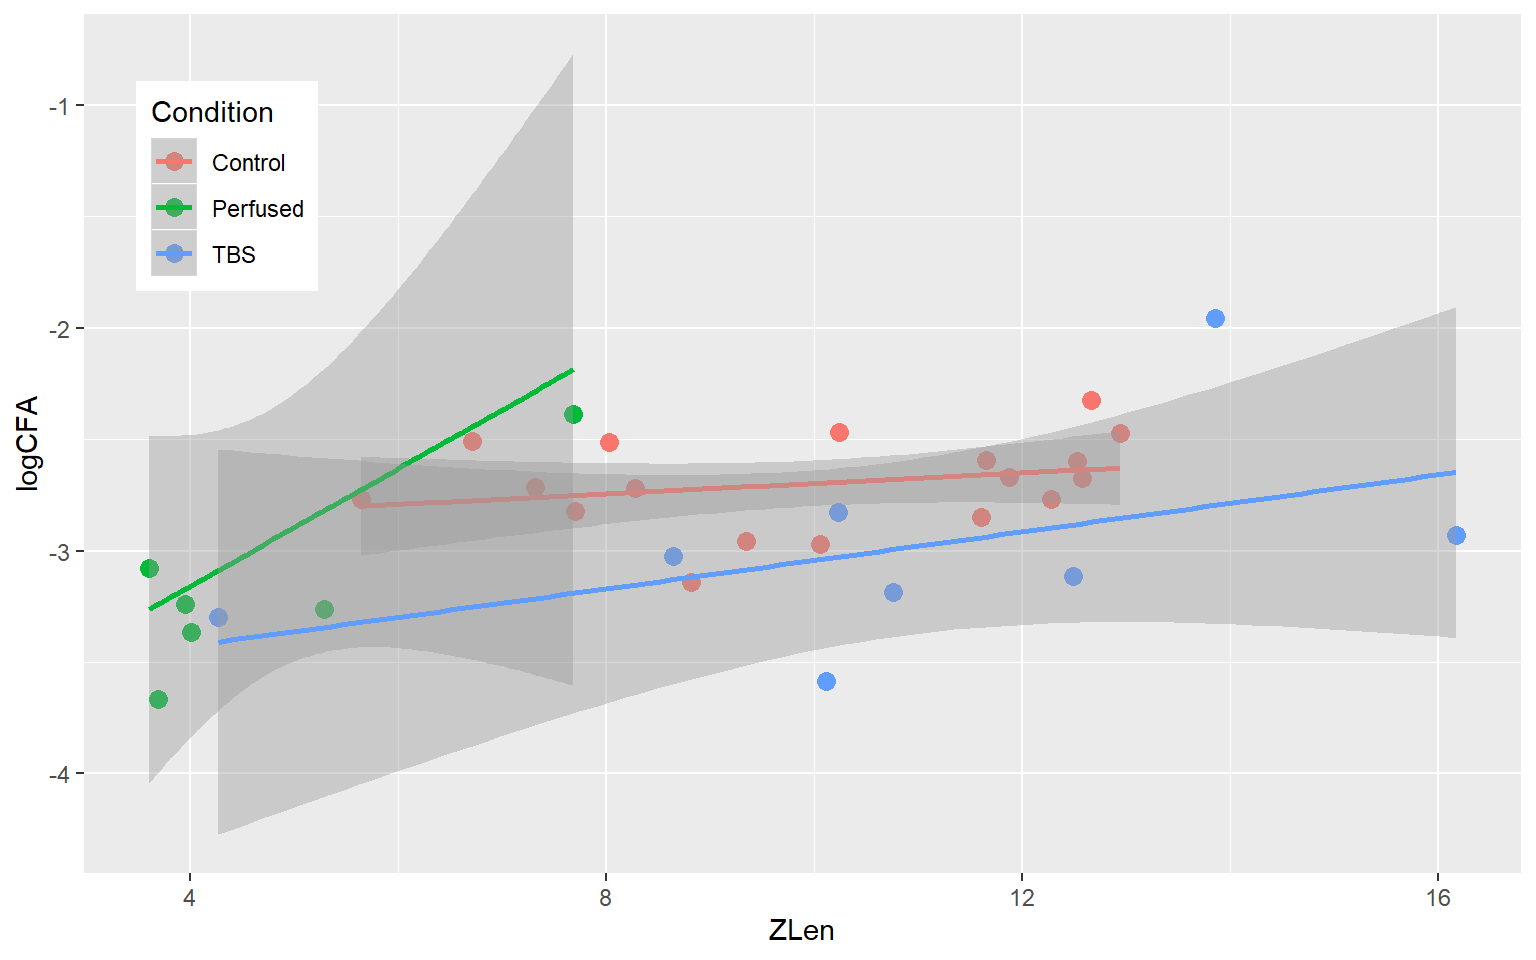 Condition
Control
Perfused
TBS
logCFA
-1
-2
-3
-4
4 8 12 16
ZLen